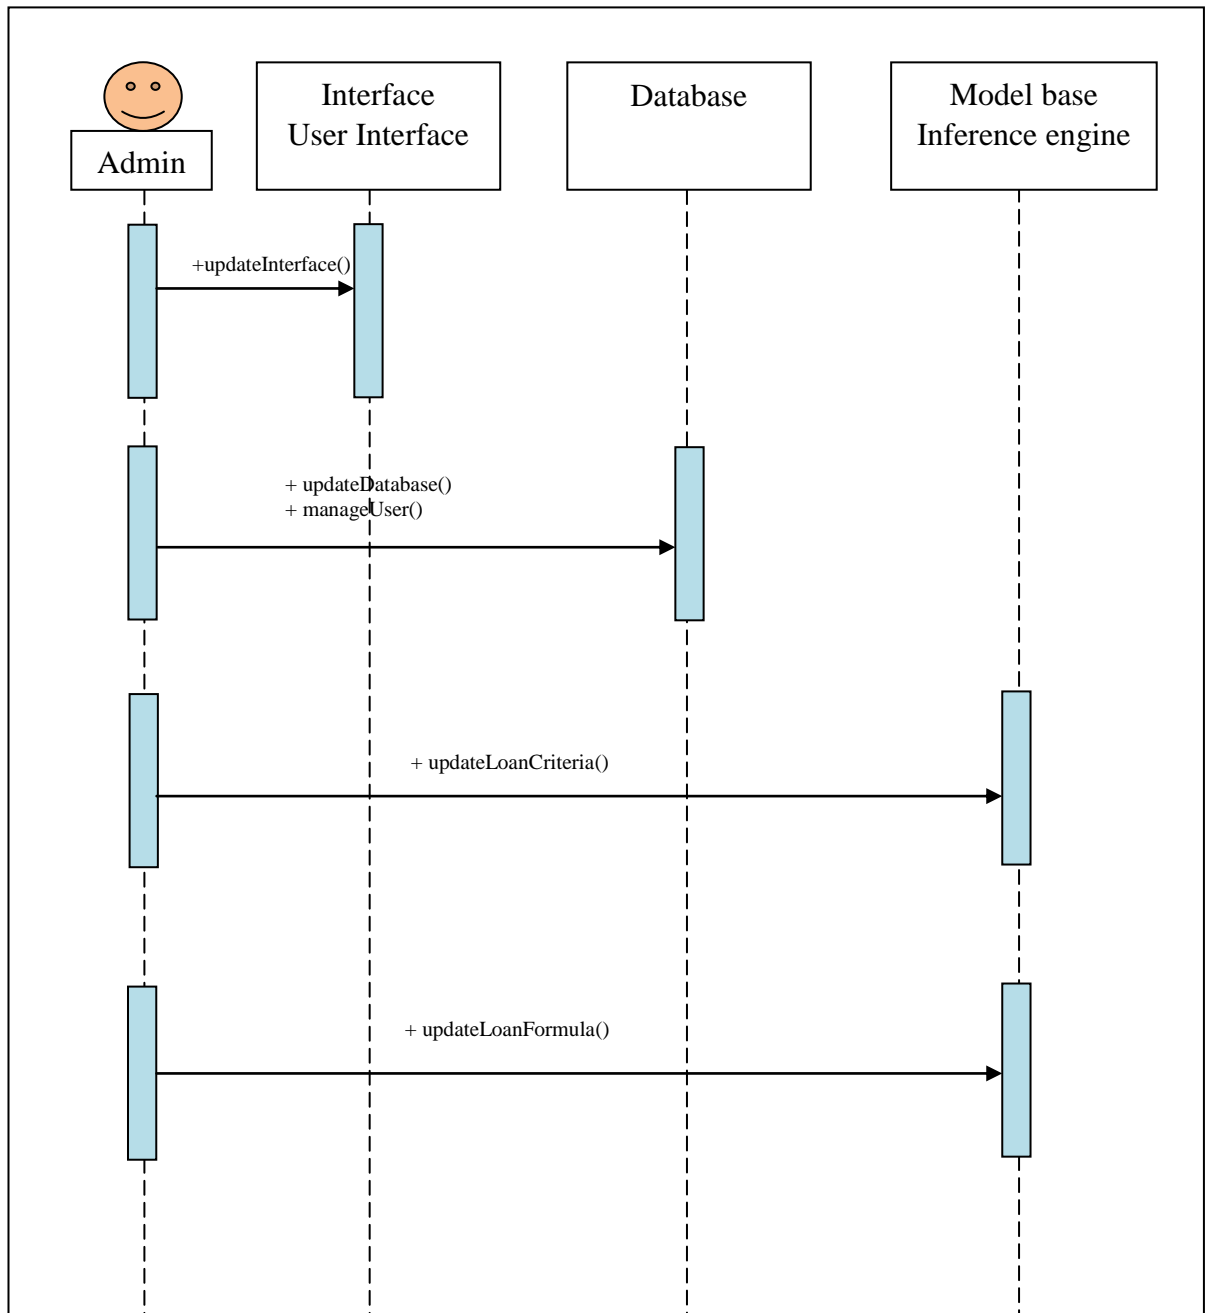 Admin
Interface
User Interface
Database
Model base
Inference engine
+updateInterface()
+ updateDatabase()
+ manageUser()
+ updateLoanCriteria()
+ updateLoanFormula()